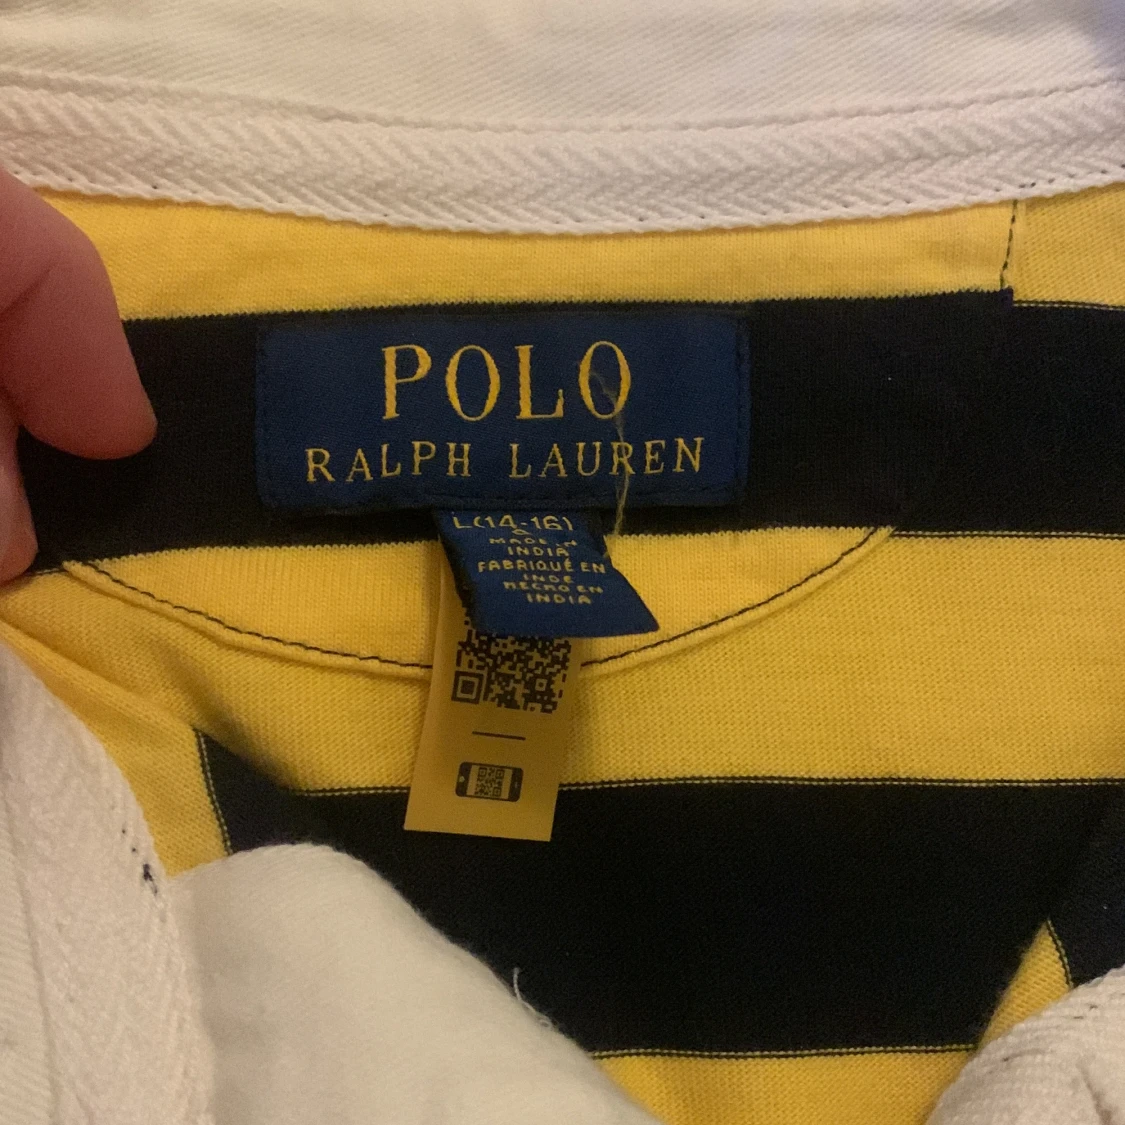 POLO
RALPH LAUREN
L(14-16)
MADE IN
INDIA
FABRIQUÉ EN
INDE
HECHO EN
INDIA